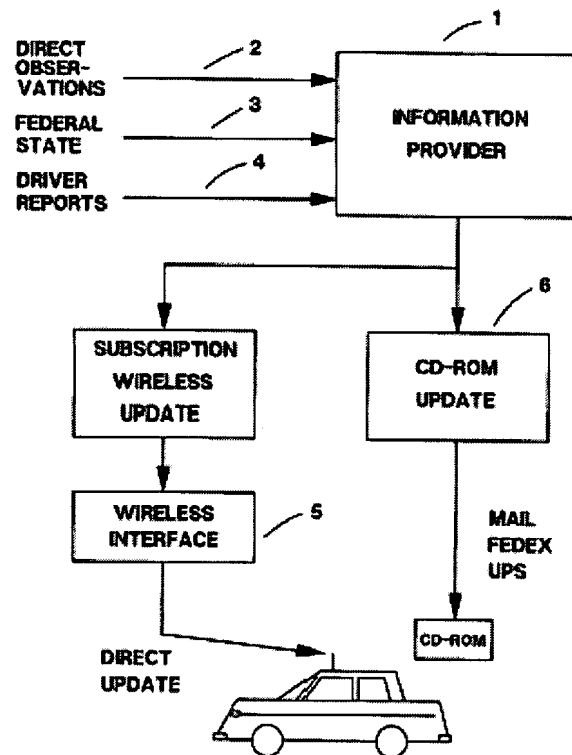 1
DIRECT
OBSER-
VATIONS
2
FEDERAL
STATE
3
DRIVER
REPORTS
4
INFORMATION
PROVIDER
SUBSCRIPTION
WIRELESS
UPDATE
6
CD-ROM
UPDATE
WIRELESS
INTERFACE
5
MAIL
FEDEX
UPS
DIRECT
UPDATE
CD-ROM